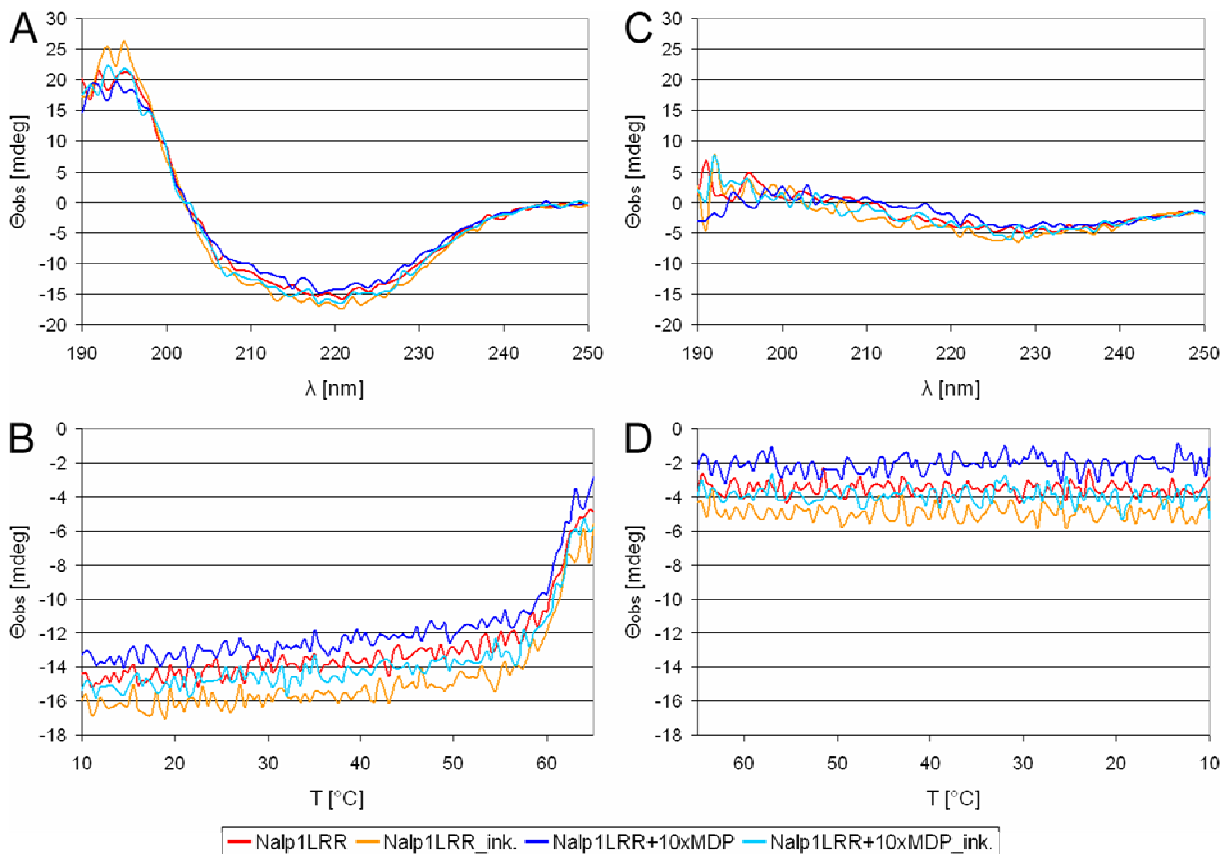 A
30
25
20
15
10
5
0
-5
-10
-15
-20
Θobs [mdeg]
190 200 210 220 230 240 250
λ [nm]
C
30
25
20
15
10
5
0
-5
-10
-15
-20
Θobs [mdeg]
190 200 210 220 230 240 250
λ [nm]
B
0
-2
-4
-6
-8
-10
-12
-14
-16
-18
Θobs [mdeg]
10 20 30 40 50 60
T [°C]
D
0
-2
-4
-6
-8
-10
-12
-14
-16
-18
Θobs [mdeg]
60 50 40 30 20 10
T [°C]
Nalp1LRR Nalp1LRR_ink. Nalp1LRR+10xMDP Nalp1LRR+10xMDP_ink.